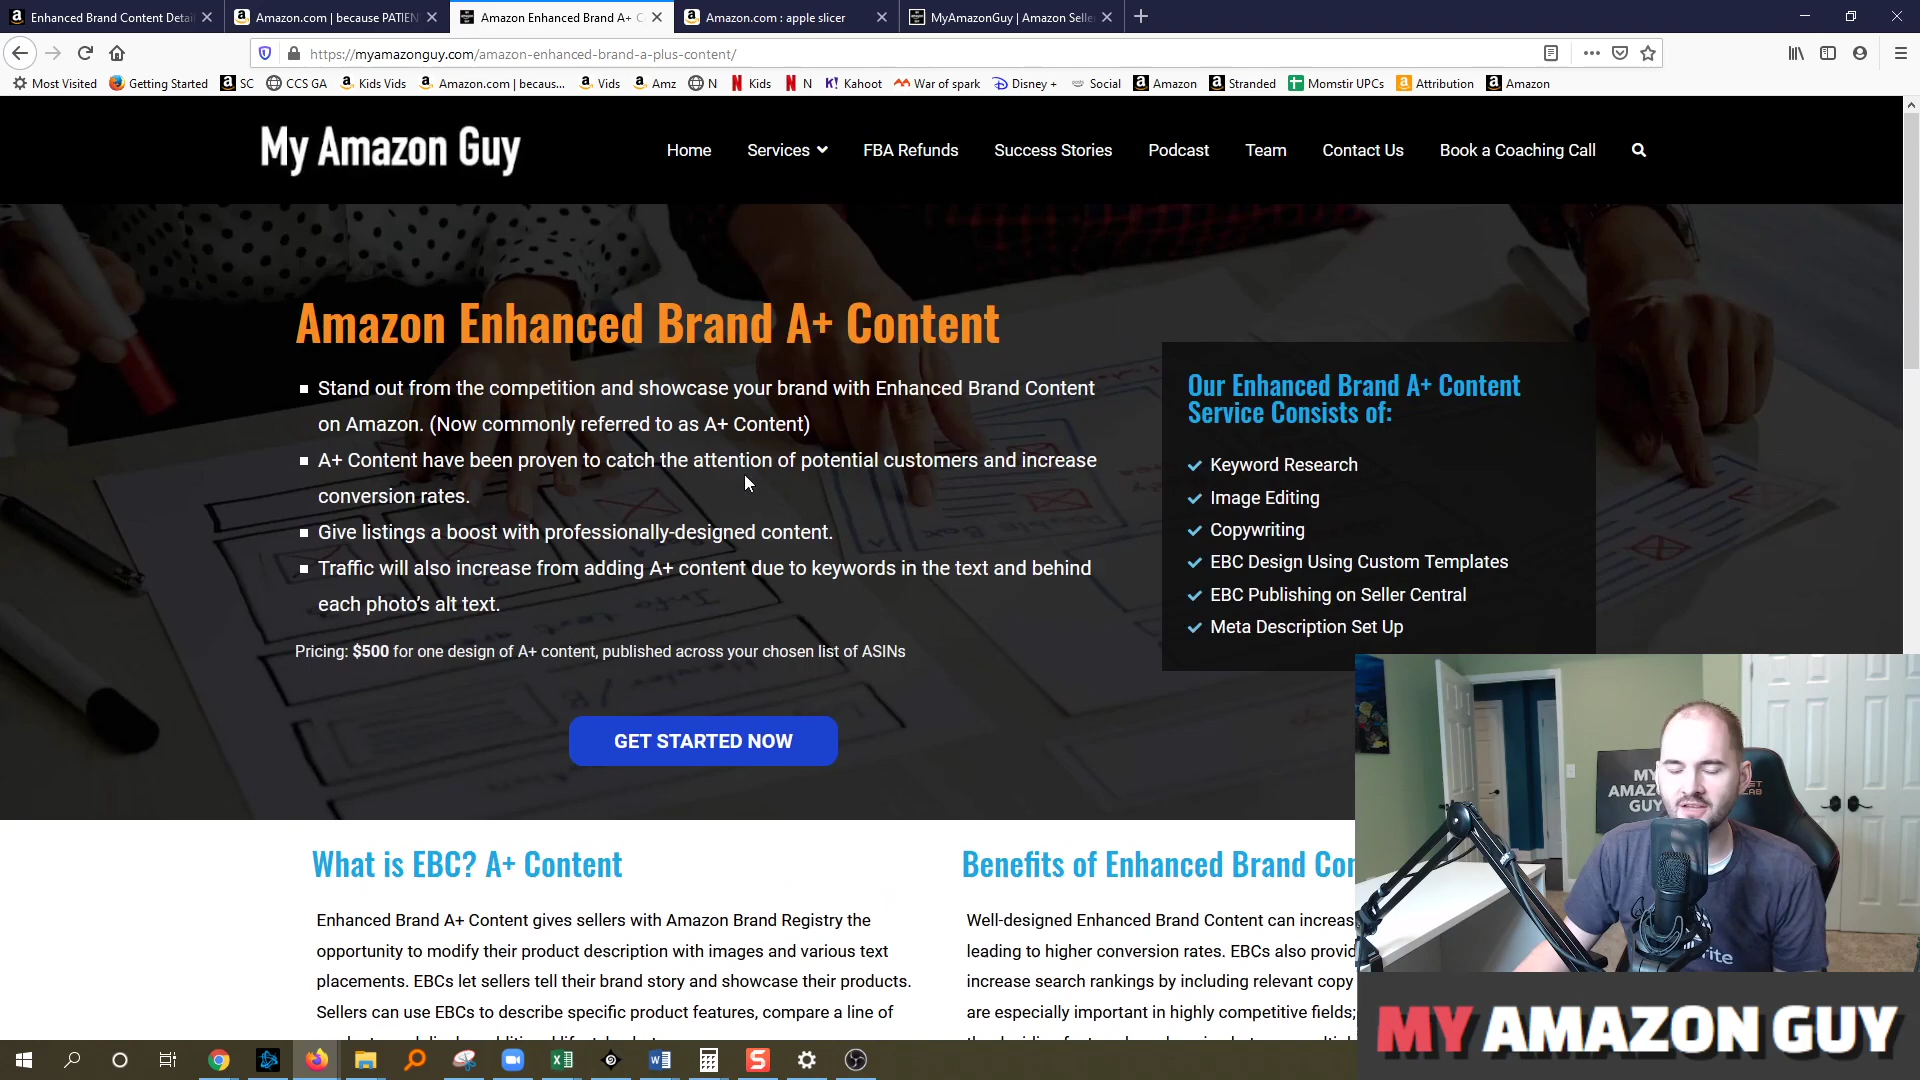 Enhanced Brand Content Detai
Amazon.com | because PATIEN
Amazon Enhanced Brand A+ C
Amazon.com : apple slicer
MyAmazonGuy | Amazon Selle
https://myamazonguy.com/amazon-enhanced-brand-a-plus-content/
Most Visited Getting Started SC CCS GA Kids Vids Amazon.com | becaus... Vids Amz N Kids N Kahoot War of spark Disney + Social Amazon Stranded Momstir UPCs Attribution Amazon
My Amazon Guy
Home Services FBA Refunds Success Stories Podcast Team Contact Us Book a Coaching Call
Amazon Enhanced Brand A+ Content
Stand out from the competition and showcase your brand with Enhanced Brand Content
on Amazon. (Now commonly referred to as A+ Content)
A+ Content have been proven to catch the attention of potential customers and increase
conversion rates.
Give listings a boost with professionally-designed content.
Traffic will also increase from adding A+ content due to keywords in the text and behind
each photo's alt text.
Pricing: $500 for one design of A+ content, published across your chosen list of ASINs
GET STARTED NOW
Our Enhanced Brand A+ Content
Service Consists of:
Keyword Research
Image Editing
Copywriting
EBC Design Using Custom Templates
EBC Publishing on Seller Central
Meta Description Set Up
What is EBC? A+ Content
Enhanced Brand A+ Content gives sellers with Amazon Brand Registry the
opportunity to modify their product description with images and various text
placements. EBCs let sellers tell their brand story and showcase their products.
Sellers can use EBCs to describe specific product features, compare a line of
Benefits of Enhanced Brand Con
Well-designed Enhanced Brand Content can increas
leading to higher conversion rates. EBCs also provid
increase search rankings by including relevant copy
are especially important in highly competitive fields;
MY
AMAZ
GUY
rite
MY AMAZON GUY